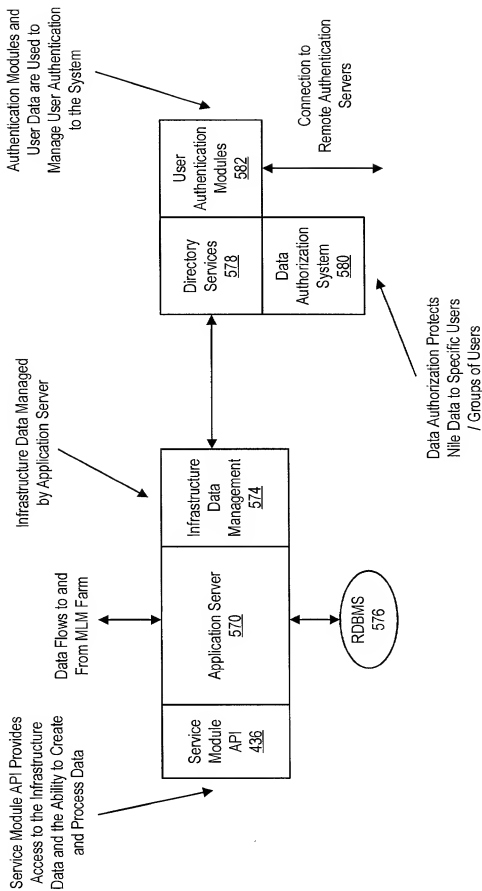 Service Module API Provides
Access to the Infrastructure
Data and the Ability to Create
and Process Data
Data Flows to and
From MLM Farm
Infrastructure Data Managed
by Application Server
Authentication Modules and
User Data are Used to
Manage User Authentication
to the System
Service
Module
API
436
Application Server
570
Infrastructure
Data
Management
574
Directory
Services
578
User
Authentication
Modules
582
Data
Authorization
System
580
RDBMS
576
Data Authorization Protects
Nile Data to Specific Users
/ Groups of Users
Connection to
Remote Authentication
Servers